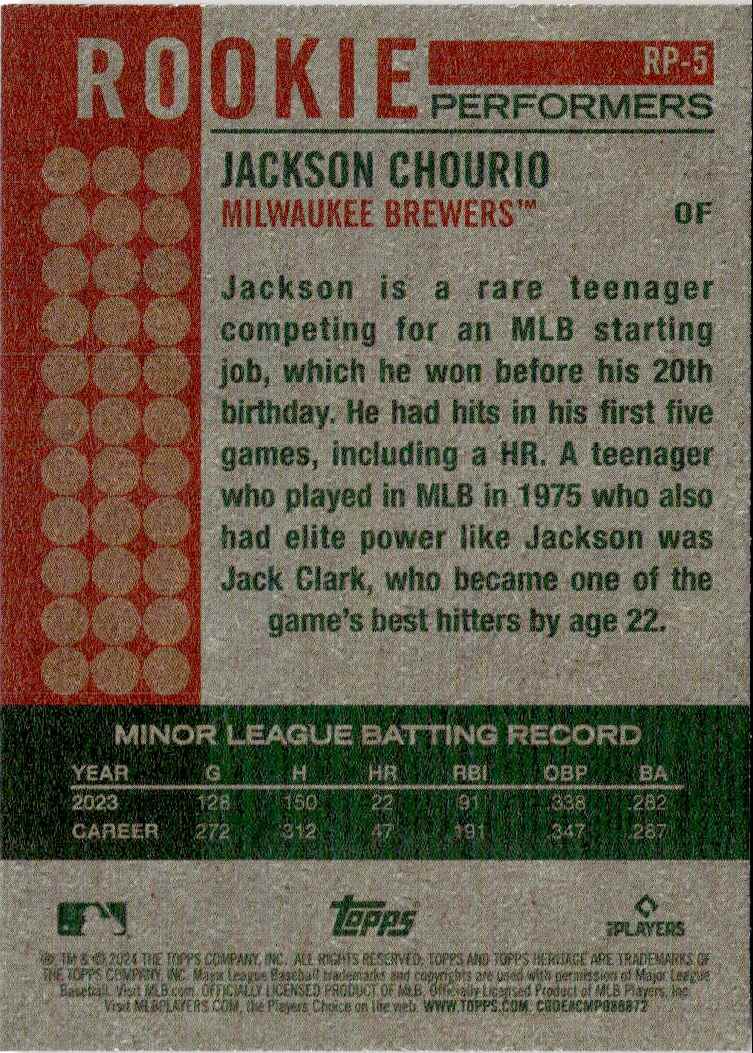 ROOKIE
RP-5
PERFORMERS
JACKSON CHOURIO
MILWAUKEE BREWERS™
OF
Jackson is a rare teenager
competing for an MLB starting
job, which he won before his 20th
birthday. He had hits in his first five
games, including a HR. A teenager
who played in MLB in 1975 who also
had elite power like Jackson was
Jack Clark, who became one of the
game's best hitters by age 22.
MINOR LEAGUE BATTING RECORD
YEAR G H HR RBI OBP BA
2023 128 150 22 91 .338 .282
CAREER 272 312 47 191 .347 .287
Topps
PLAYERS
® TM & © 2024 THE TOPPS COMPANY, INC. ALL RIGHTS RESERVED. TOPPS AND TOPPS HERITAGE ARE TRADEMARKS OF
THE TOPPS COMPANY, INC. Major League Baseball trademarks and copyrights are used with permission of Major League
Baseball. Visit MLB.com. OFFICIALLY LICENSED PRODUCT OF MLB. Officially Licensed Product of MLB Players, Inc.
Visit MLBPLAYERS.COM, the Players Choice on the web. WWW.TOPPS.COM. CODE#CMP088872